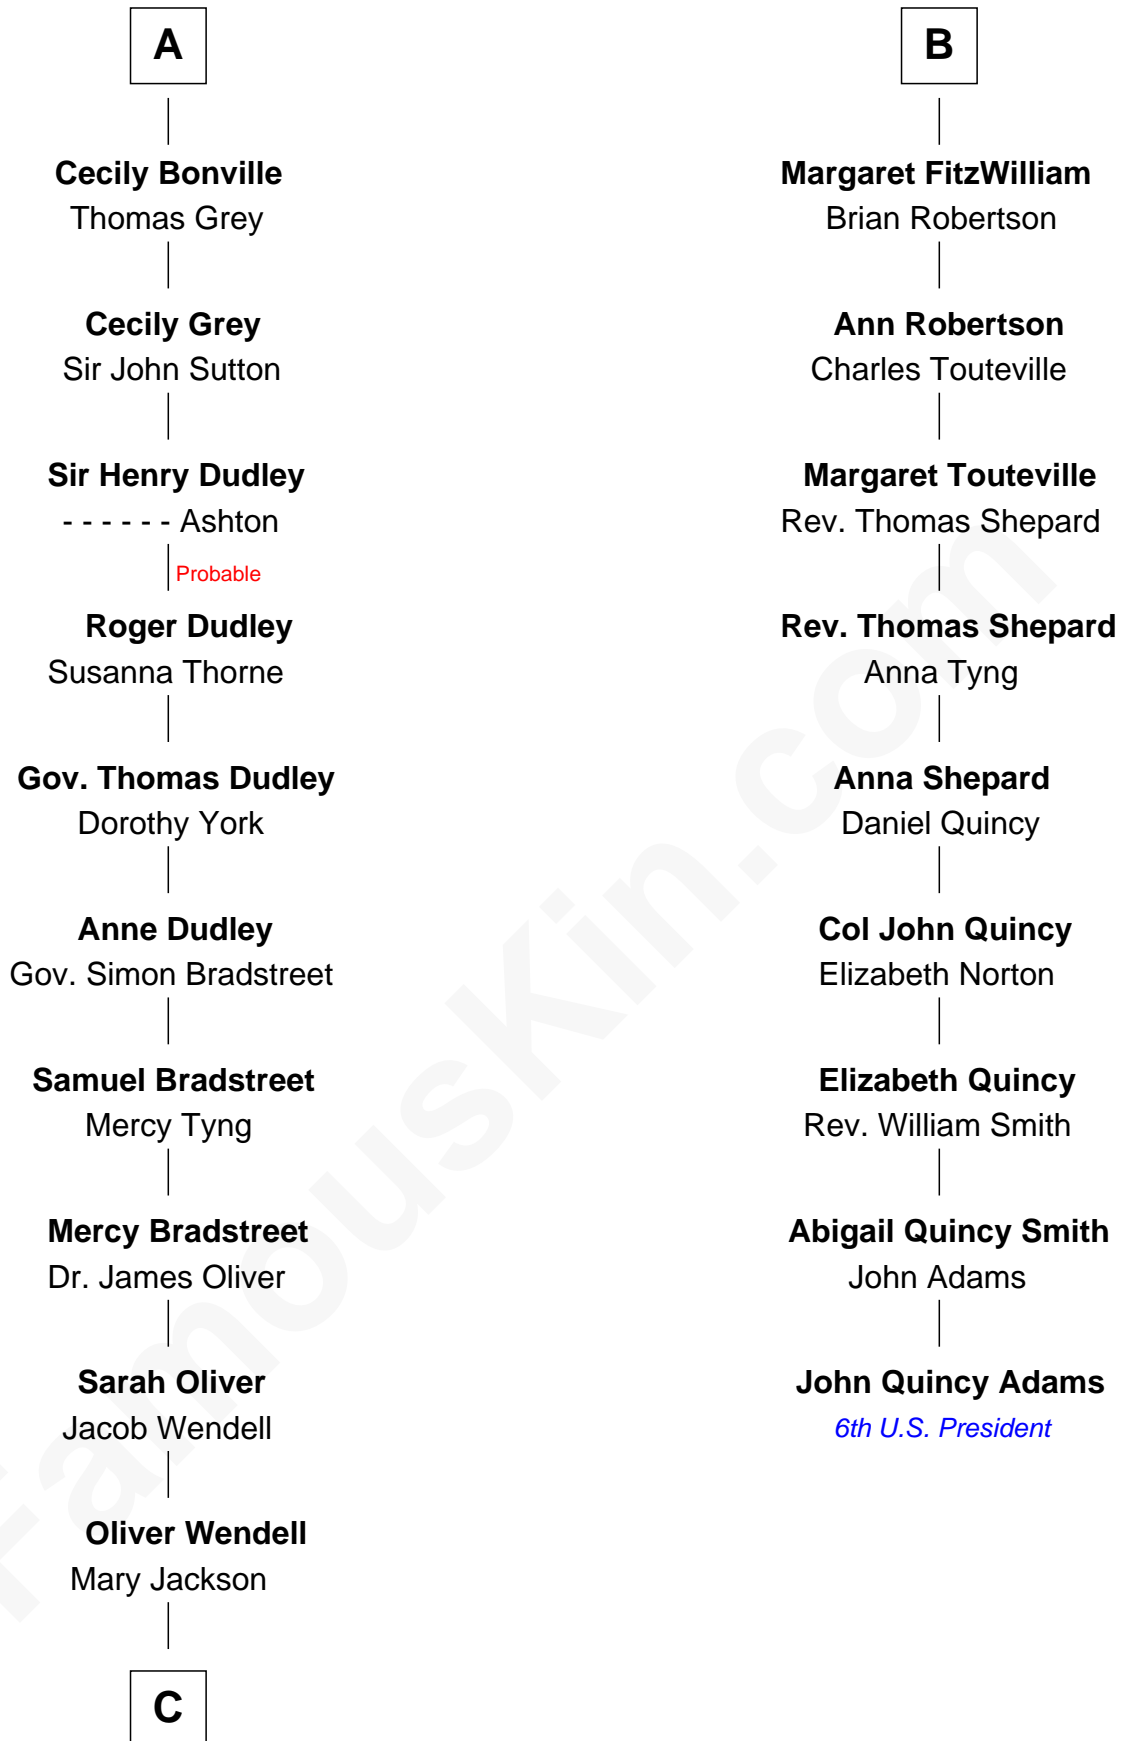 A
Cecily Bonville
Thomas Grey
Cecily Grey
Sir John Sutton
Sir Henry Dudley
- - - - - - Ashton
Probable
Roger Dudley
Susanna Thorne
Gov. Thomas Dudley
Dorothy York
Anne Dudley
Gov. Simon Bradstreet
Samuel Bradstreet
Mercy Tyng
Mercy Bradstreet
Dr. James Oliver
Sarah Oliver
Jacob Wendell
Oliver Wendell
Mary Jackson
C
B
Margaret FitzWilliam
Brian Robertson
Ann Robertson
Charles Touteville
Margaret Touteville
Rev. Thomas Shepard
Rev. Thomas Shepard
Anna Tyng
Anna Shepard
Daniel Quincy
Col John Quincy
Elizabeth Norton
Elizabeth Quincy
Rev. William Smith
Abigail Quincy Smith
John Adams
John Quincy Adams
6th U.S. President
FamousKin.com